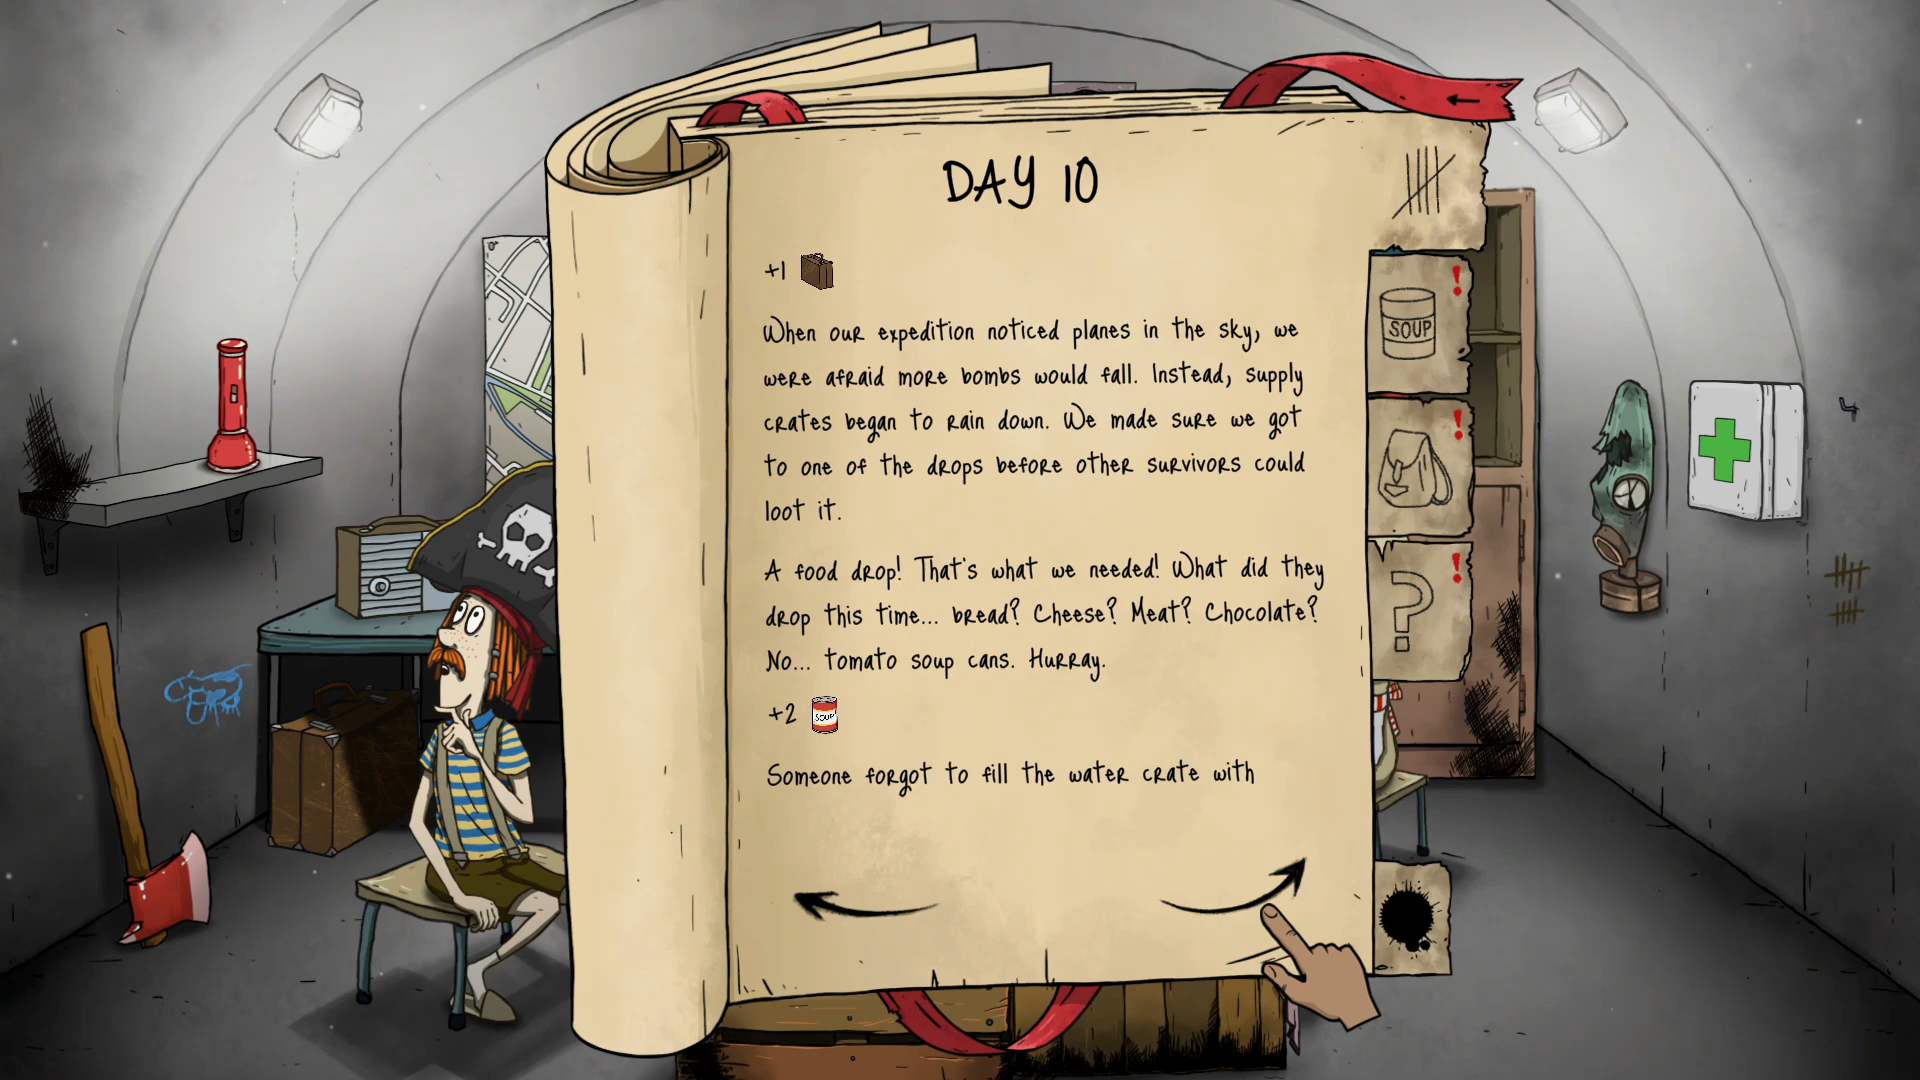 DAY 10
+1
When our expedition noticed planes in the sky, we
were afraid more bombs would fall. Instead, supply
crates began to rain down. We made sure we got
to one of the drops before other survivors could
loot it.
A food drop! That's what we needed! What did they
drop this time... bread? Cheese? Meat? Chocolate?
No... tomato soup cans. Hurray.
+2 SOUP
Someone forgot to fill the water crate with
!
SOUP
!
!
?